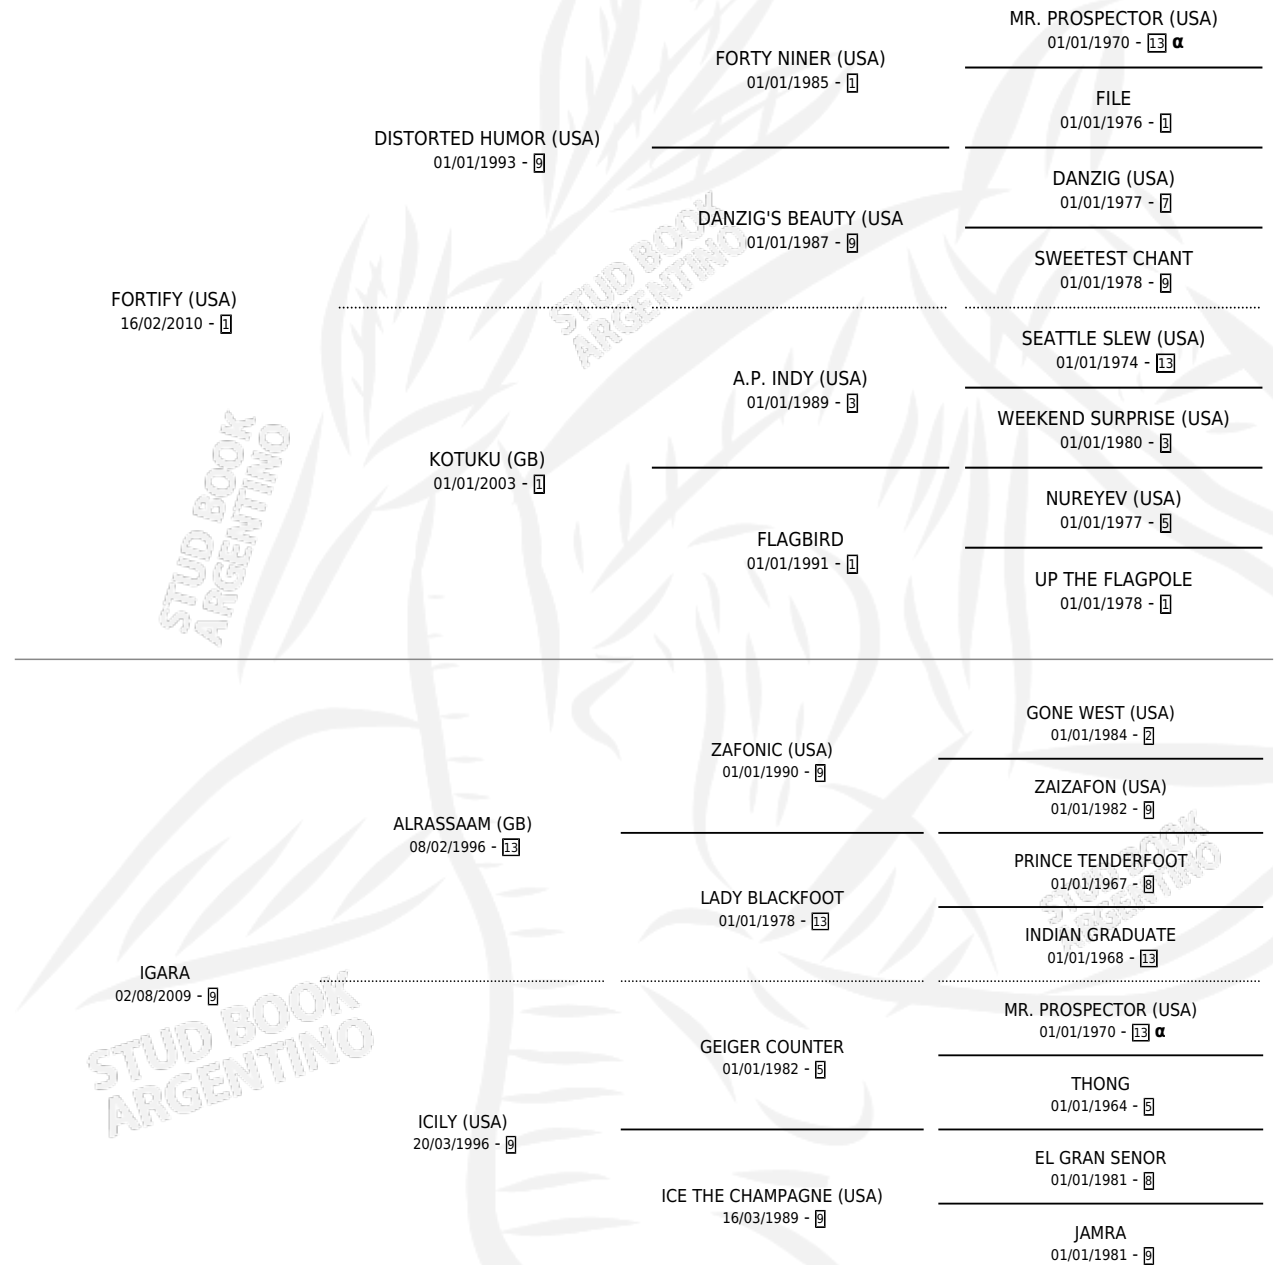 MR. PROSPECTOR (USA)
01/01/1970 - 13 α
FORTY NINER (USA)
01/01/1985 - 1
FILE
01/01/1976 - 1
DISTORTED HUMOR (USA)
01/01/1993 - 9
DANZIG (USA)
01/01/1977 - 7
DANZIG'S BEAUTY (USA
01/01/1987 - 9
SWEETEST CHANT
01/01/1978 - 9
FORTIFY (USA)
16/02/2010 - 1
SEATTLE SLEW (USA)
01/01/1974 - 13
A.P. INDY (USA)
01/01/1989 - 3
WEEKEND SURPRISE (USA)
01/01/1980 - 3
KOTUKU (GB)
01/01/2003 - 1
NUREYEV (USA)
01/01/1977 - 5
FLAGBIRD
01/01/1991 - 1
UP THE FLAGPOLE
01/01/1978 - 1
GONE WEST (USA)
01/01/1984 - 2
ZAFONIC (USA)
01/01/1990 - 9
ZAIZAFON (USA)
01/01/1982 - 9
ALRASSAAM (GB)
08/02/1996 - 13
PRINCE TENDERFOOT
01/01/1967 - 8
LADY BLACKFOOT
01/01/1978 - 13
INDIAN GRADUATE
01/01/1968 - 13
IGARA
02/08/2009 - 9
MR. PROSPECTOR (USA)
01/01/1970 - 13 α
GEIGER COUNTER
01/01/1982 - 5
THONG
01/01/1964 - 5
ICILY (USA)
20/03/1996 - 9
EL GRAN SENOR
01/01/1981 - 8
ICE THE CHAMPAGNE (USA)
16/03/1989 - 9
JAMRA
01/01/1981 - 9
STUD BOOK
ARGENTINO
STUD BOOK
ARGENTINO
STUD BOOK
ARGENTINO
STUD BOOK
ARGENTINO